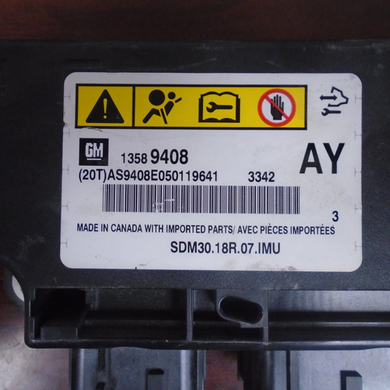 GM
1358 9408
AY
(20T)AS9408E050119641 3342
3
MADE IN CANADA WITH IMPORTED PARTS/ AVEC PIÈCES IMPORTÉES
SDM30.18R.07.IMU